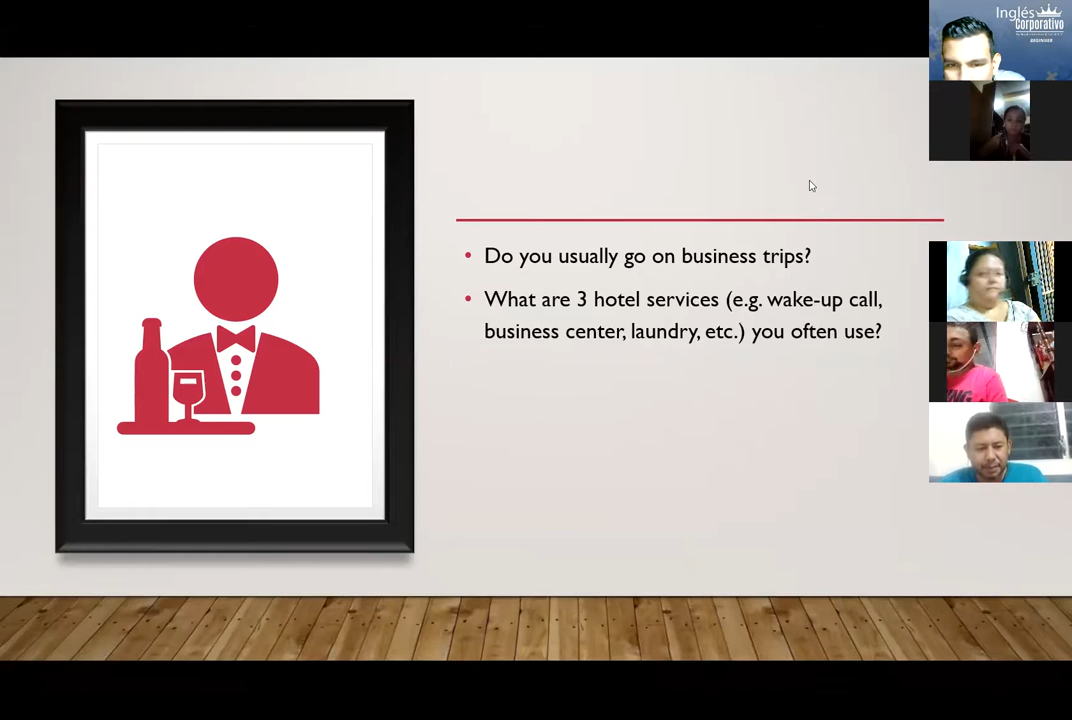 Inglés
Corporativo
BEGINNER
• Do you usually go on business trips?
• What are 3 hotel services (e.g. wake-up call,
business center, laundry, etc.) you often use?